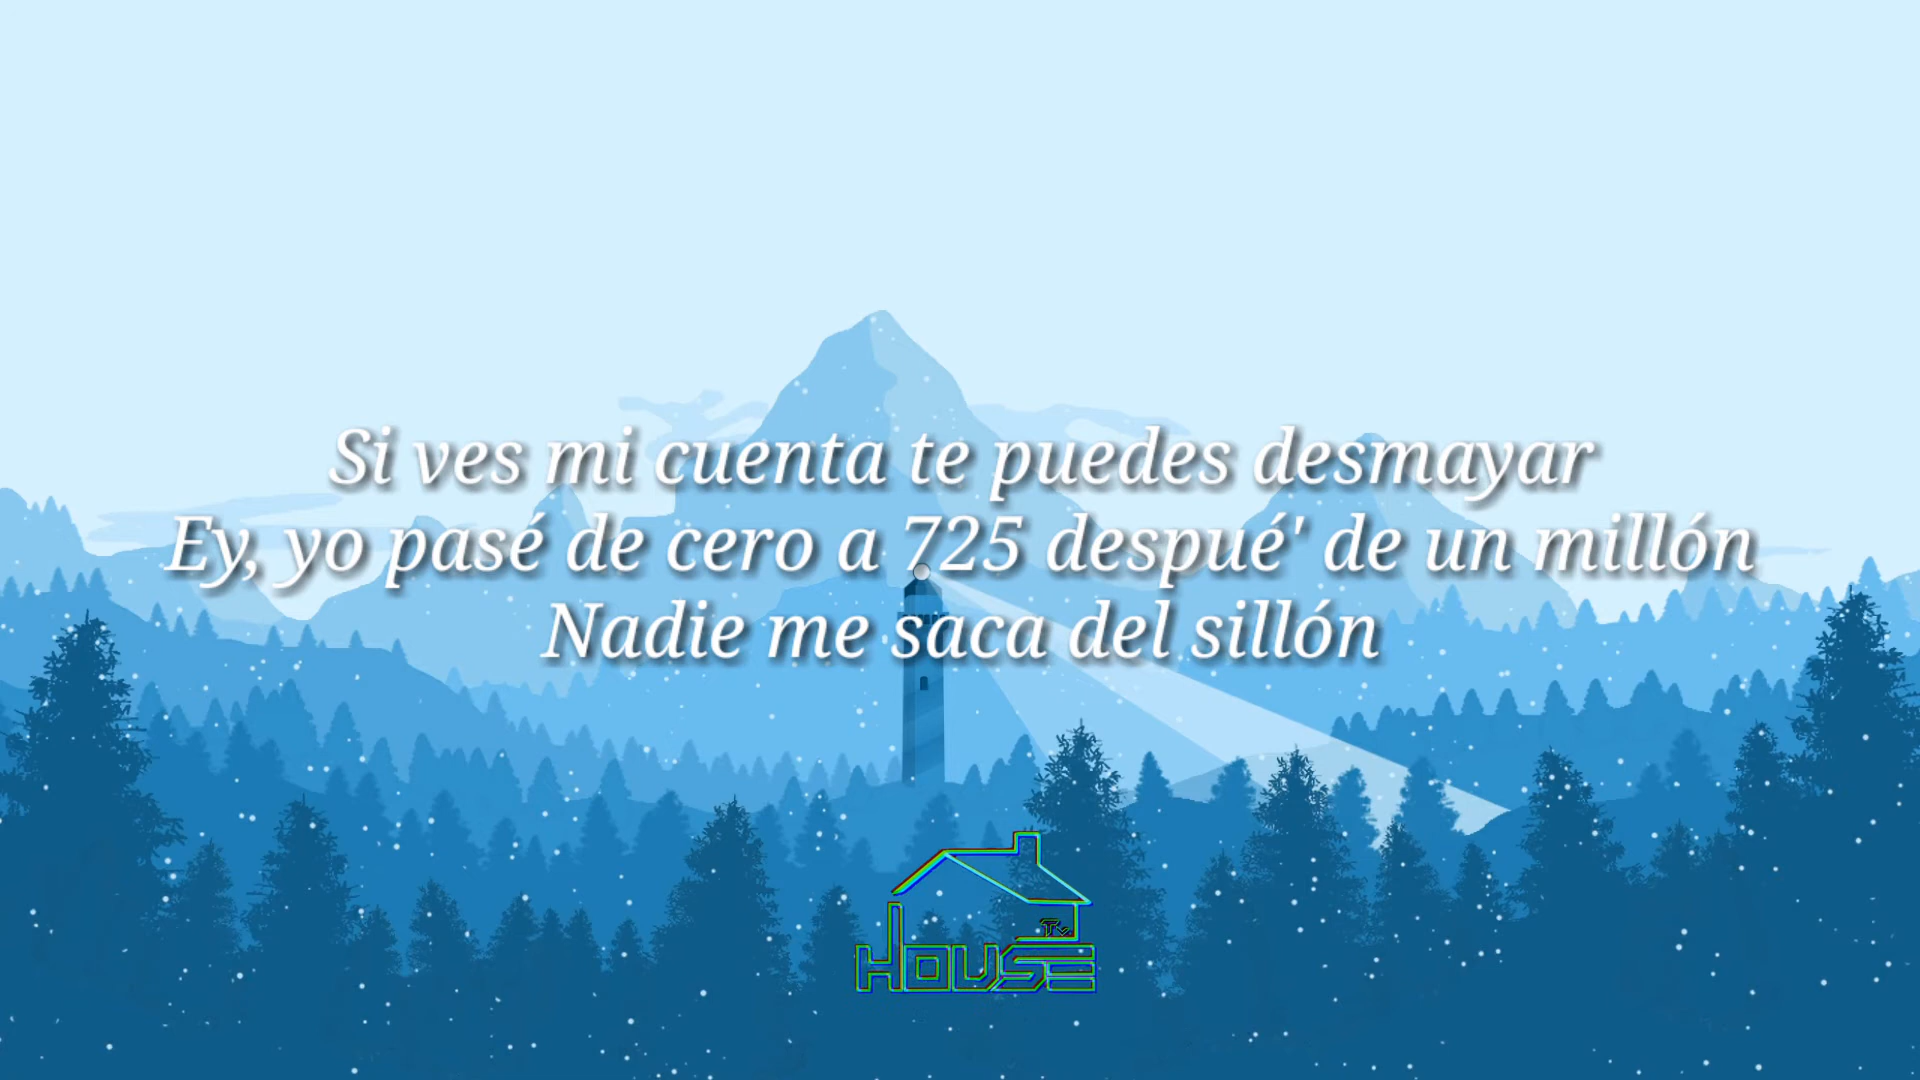 Si ves mi cuenta te puedes desmayar
Ey, yo pasé de cero a 725 despué' de un millón
Nadie me saca del sillón
Tv
HOUSE